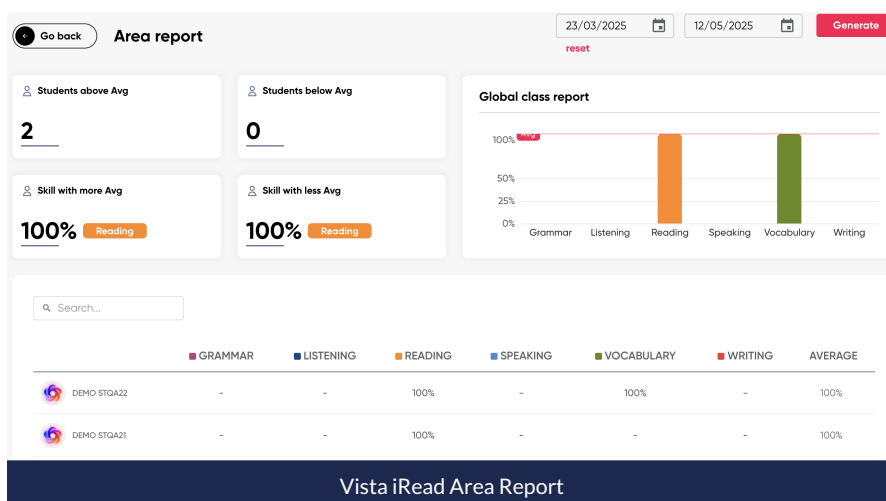 Go back
Area report
23/03/2025
12/05/2025
Generate
reset
Students above Avg
2
Students below Avg
0
Skill with more Avg
100% Reading
Skill with less Avg
100% Reading
Global class report
Avg
100%
50%
25%
0%
Grammar Listening Reading Speaking Vocabulary Writing
Search...
GRAMMAR LISTENING READING SPEAKING VOCABULARY WRITING AVERAGE
DEMO STQA22 - - 100% - 100% - 100%
DEMO STQA21 - - 100% - - - 100%
Vista iRead Area Report